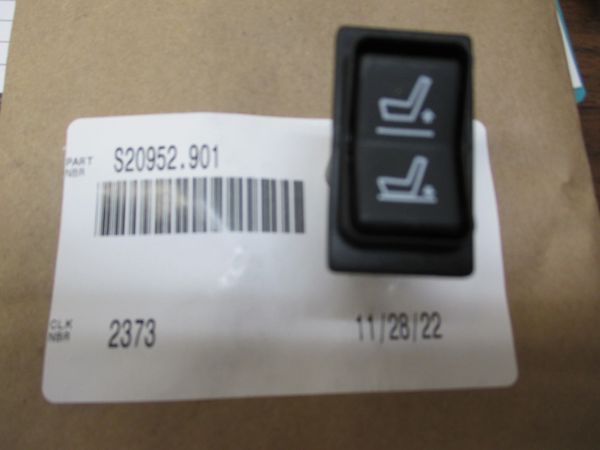 PART
NBR
S20952.901
CLK
NBR
2373
11/28/22